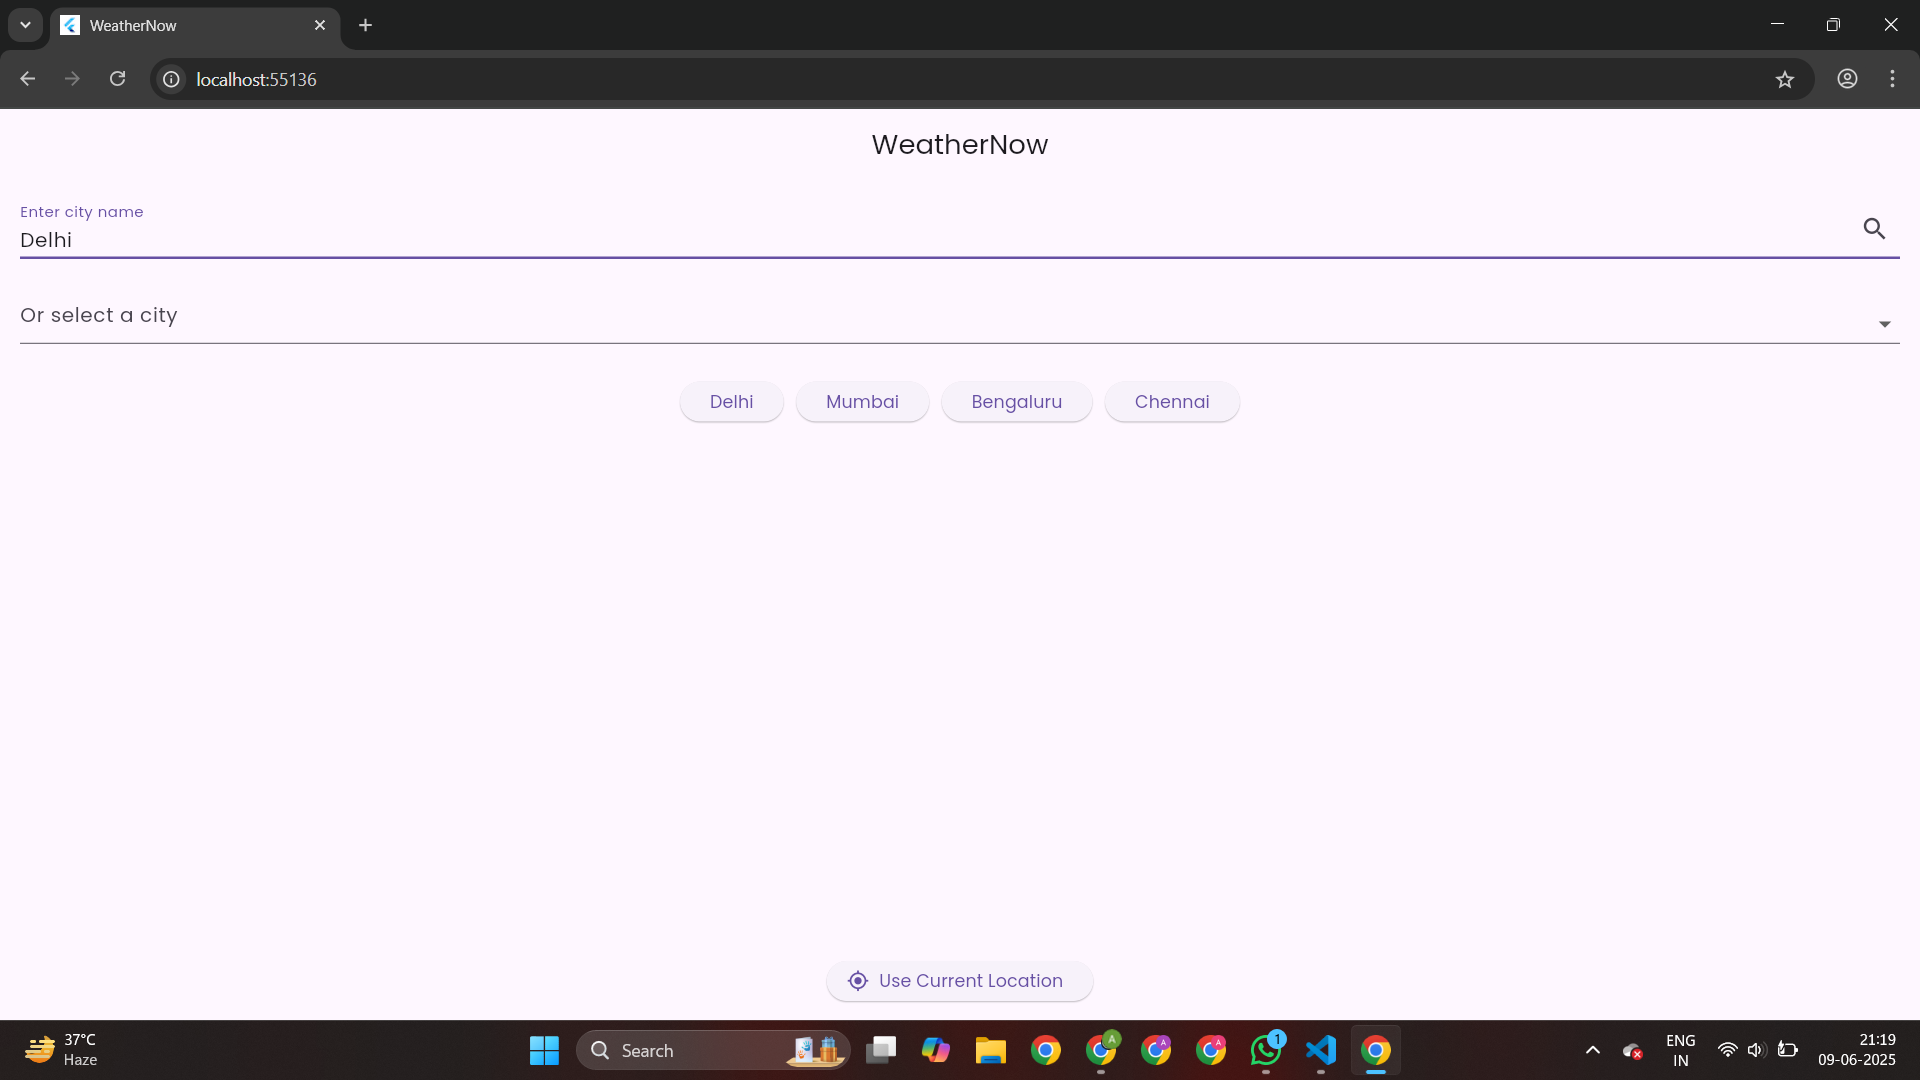 WeatherNow
localhost:55136
WeatherNow
Enter city name
Delhi
Or select a city
Delhi Mumbai Bengaluru Chennai
Use Current Location
37°C
Haze
Search
A
A
A
1
ENG
IN
21:19
09-06-2025